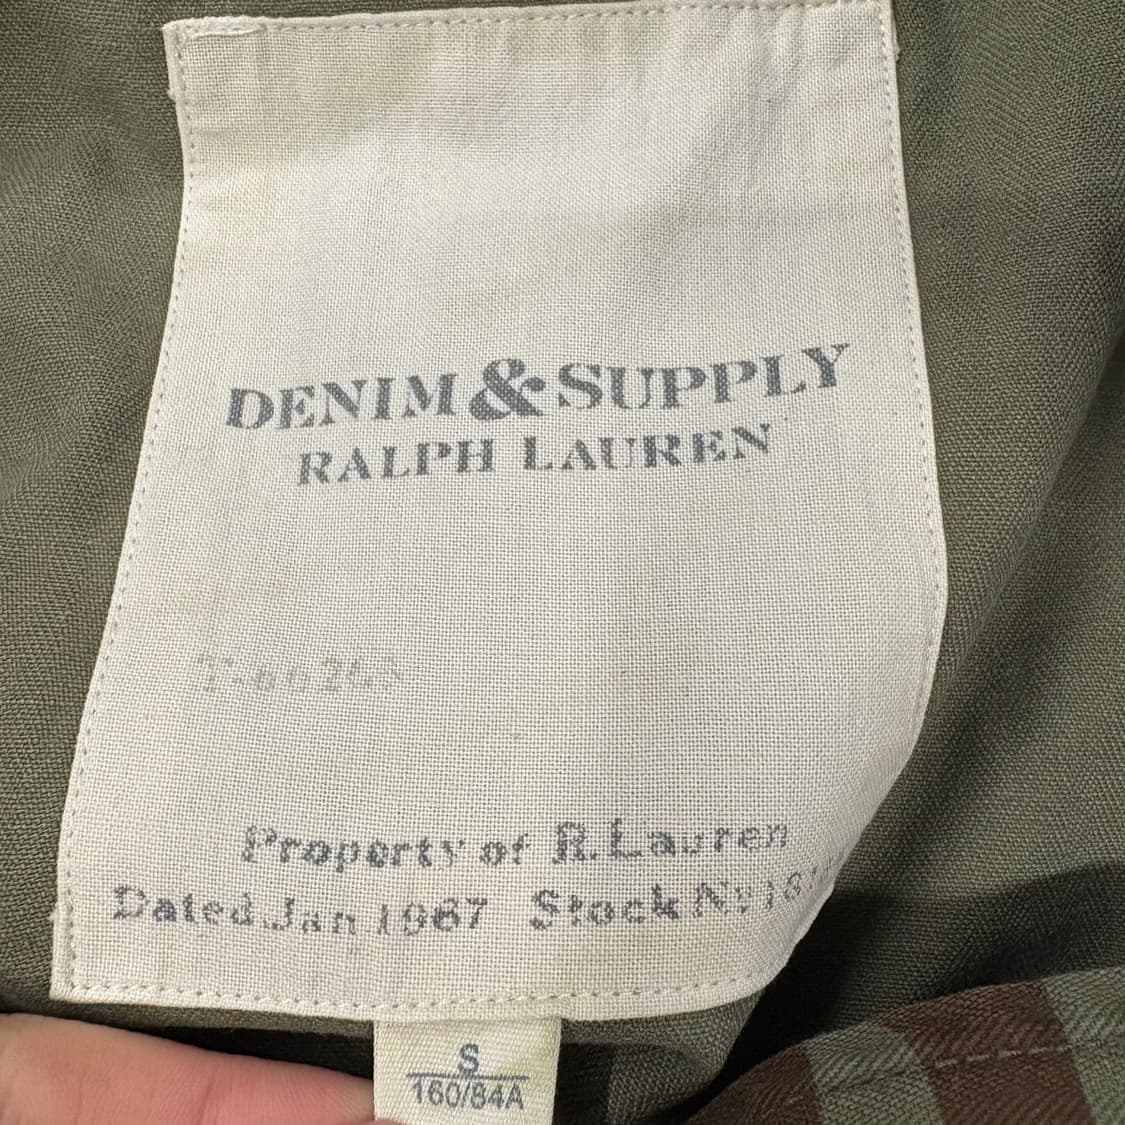 DENIM & SUPPLY
RALPH LAUREN
Property of R. Lauren
Dated Jan 1967 Stock
S
160/84A